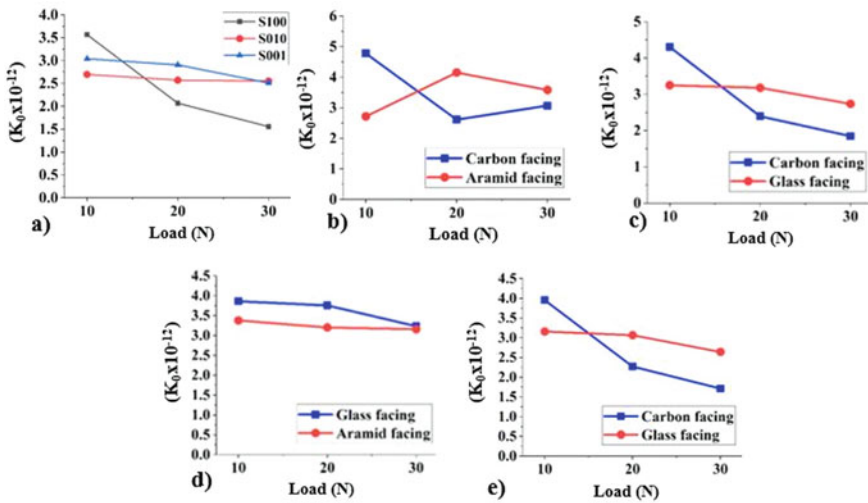 4.0
3.5
3.0
2.5
2.0
1.5
1.0
0.5
0.0
(K₀x10⁻¹²)
S100
S010
S001
10 20 30
Load (N)
a)
6
5
4
3
2
1
0
(K₀x10⁻¹²)
Carbon facing
Aramid facing
10 20 30
Load (N)
b)
5
4
3
2
1
0
(K₀x10⁻¹²)
Carbon facing
Glass facing
10 20 30
Load (N)
c)
4.5
4.0
3.5
3.0
2.5
2.0
1.5
1.0
0.5
0.0
(K₀x10⁻¹²)
Glass facing
Aramid facing
10 20 30
Load (N)
d)
4.5
4.0
3.5
3.0
2.5
2.0
1.5
1.0
0.5
0.0
(K₀x10⁻¹²)
Carbon facing
Glass facing
10 20 30
Load (N)
e)